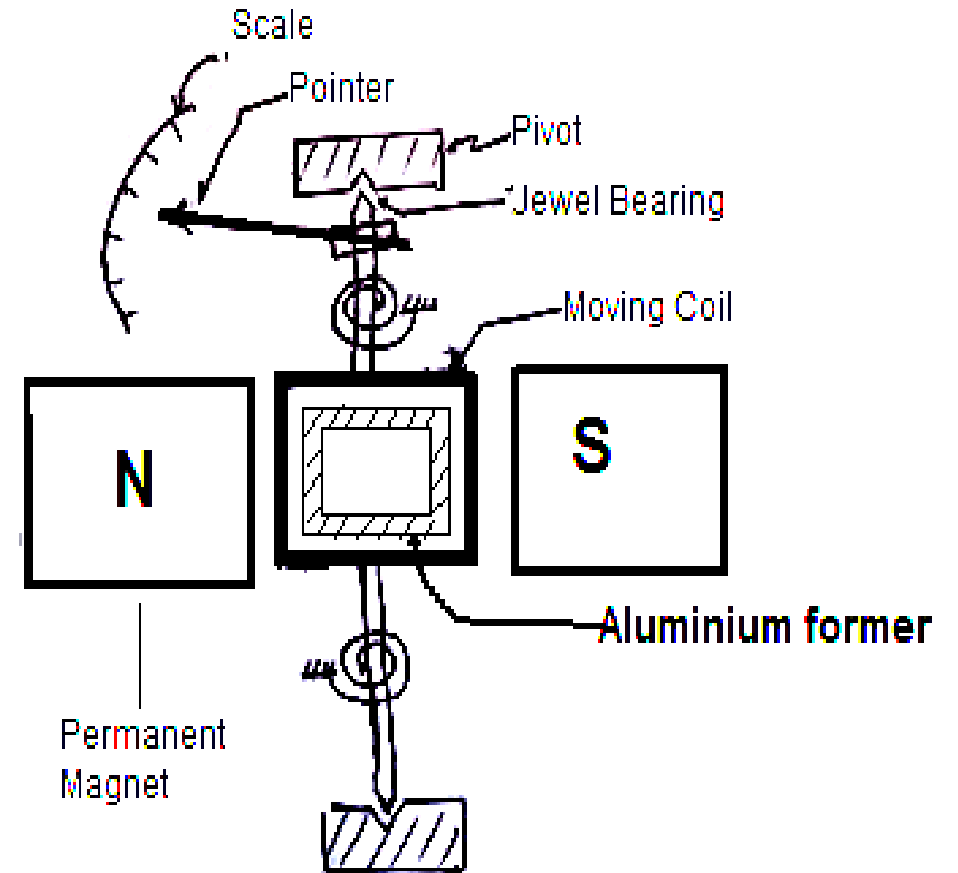 Scale
Pointer
Pivot
Jewel Bearing
Moving Coil
N
S
Aluminium former
Permanent
Magnet